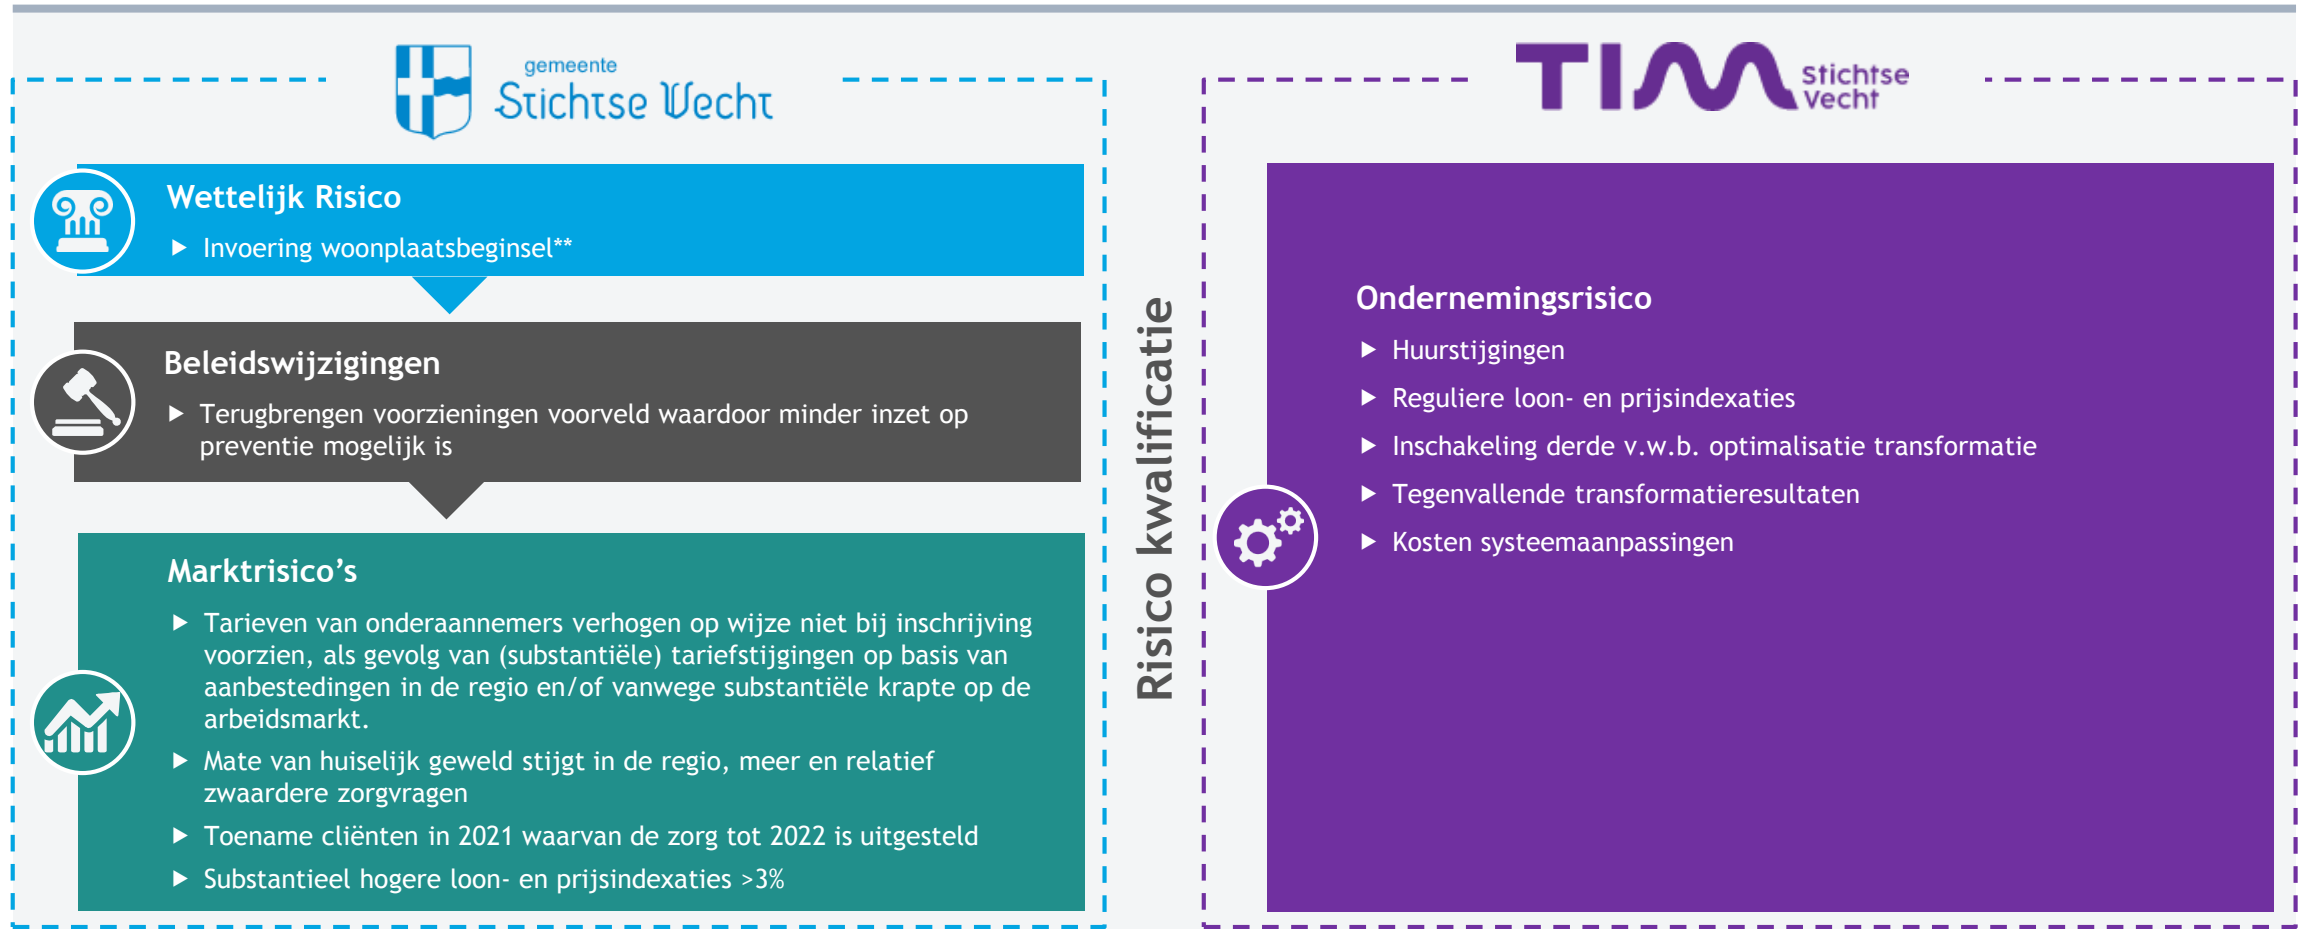 gemeente
Stichtse Vecht
Wettelijk Risico
Invoering woonplaatsbeginsel**
Beleidswijzigingen
Terugbrengen voorzieningen voorveld waardoor minder inzet op
preventie mogelijk is
Marktrisico’s
Tarieven van onderaannemers verhogen op wijze niet bij inschrijving
voorzien, als gevolg van (substantiële) tariefstijgingen op basis van
aanbestedingen in de regio en/of vanwege substantiële krapte op de
arbeidsmarkt.
Mate van huiselijk geweld stijgt in de regio, meer en relatief
zwaardere zorgvragen
Toename cliënten in 2021 waarvan de zorg tot 2022 is uitgesteld
Substantieel hogere loon- en prijsindexaties >3%
Risico kwalificatie
TIM Stichtse
Vecht
Ondernemingsrisico
Huurstijgingen
Reguliere loon- en prijsindexaties
Inschakeling derde v.w.b. optimalisatie transformatie
Tegenvallende transformatieresultaten
Kosten systeemaanpassingen